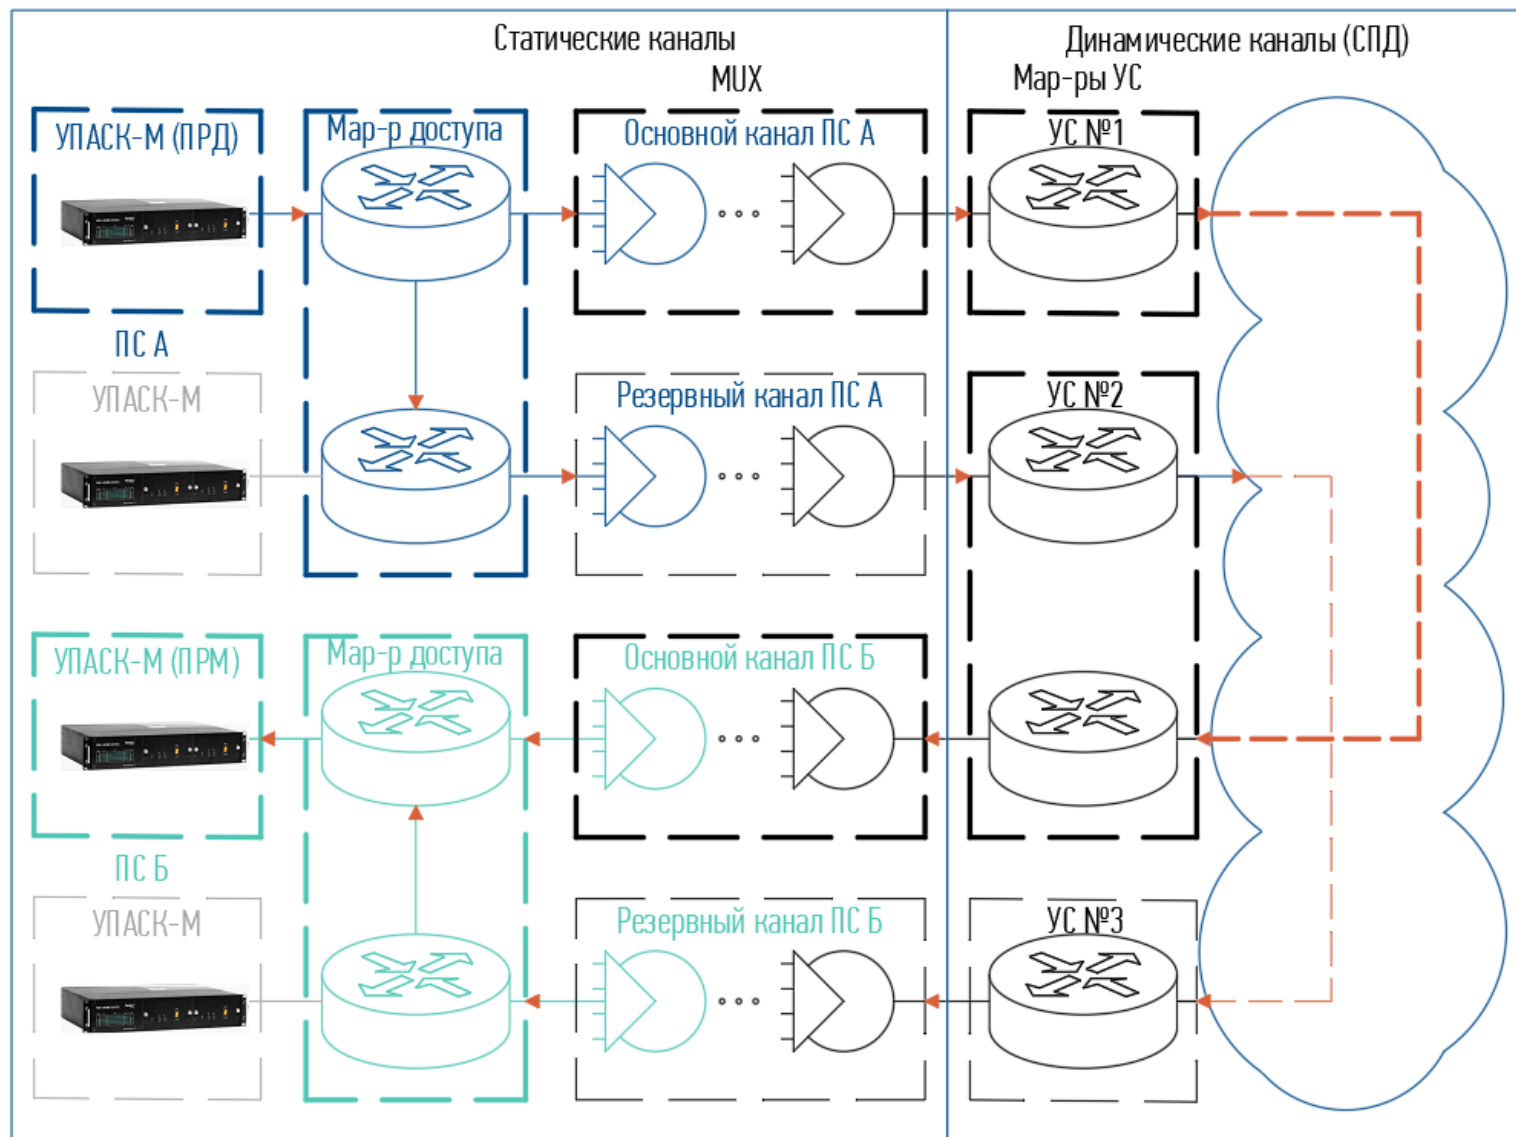 Статические каналы
Динамические каналы (СПД)
MUX
Мар-ры УС
УПАСК-М (ПРД)
Мар-р доступа
Основной канал ПС А
УС №1
ПС А
УПАСК-М
Резервный канал ПС А
УС №2
УПАСК-М (ПРМ)
Мар-р доступа
Основной канал ПС Б
ПС Б
УПАСК-М
Резервный канал ПС Б
УС №3